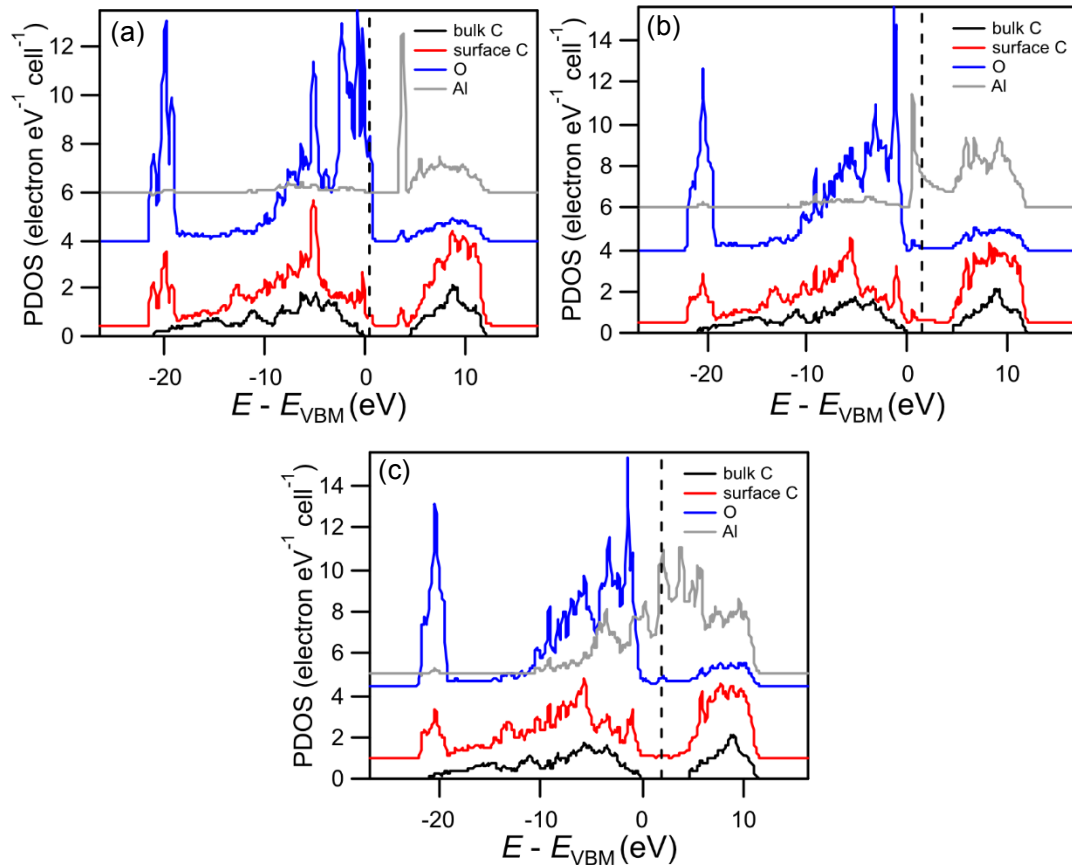 (a)
PDOS (electron eV⁻¹ cell⁻¹)
12
10
8
6
4
2
0
bulk C
surface C
O
Al
-20
-10
0
10
E - E_VBM (eV)
(b)
PDOS (electron eV⁻¹ cell⁻¹)
14
12
10
8
6
4
2
0
bulk C
surface C
O
Al
-20
-10
0
10
E - E_VBM (eV)
(c)
PDOS (electron eV⁻¹ cell⁻¹)
14
12
10
8
6
4
2
0
bulk C
surface C
O
Al
-20
-10
0
10
E - E_VBM (eV)